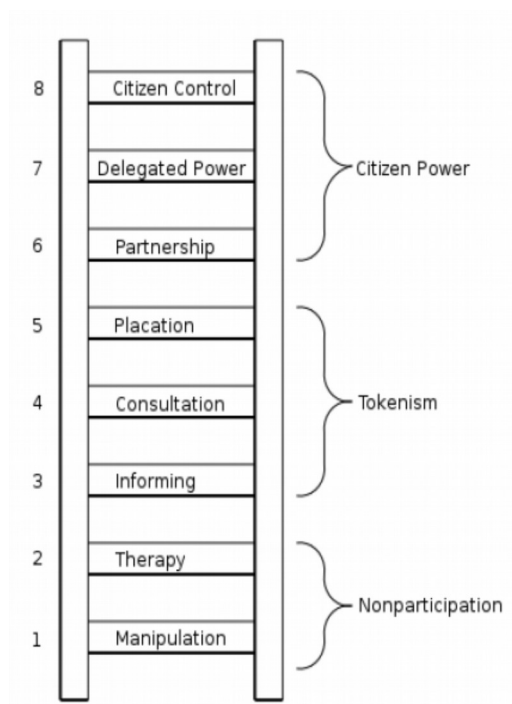 8 Citizen Control
7 Delegated Power Citizen Power
6 Partnership
5 Placation
4 Consultation Tokenism
3 Informing
2 Therapy
Nonparticipation
1 Manipulation